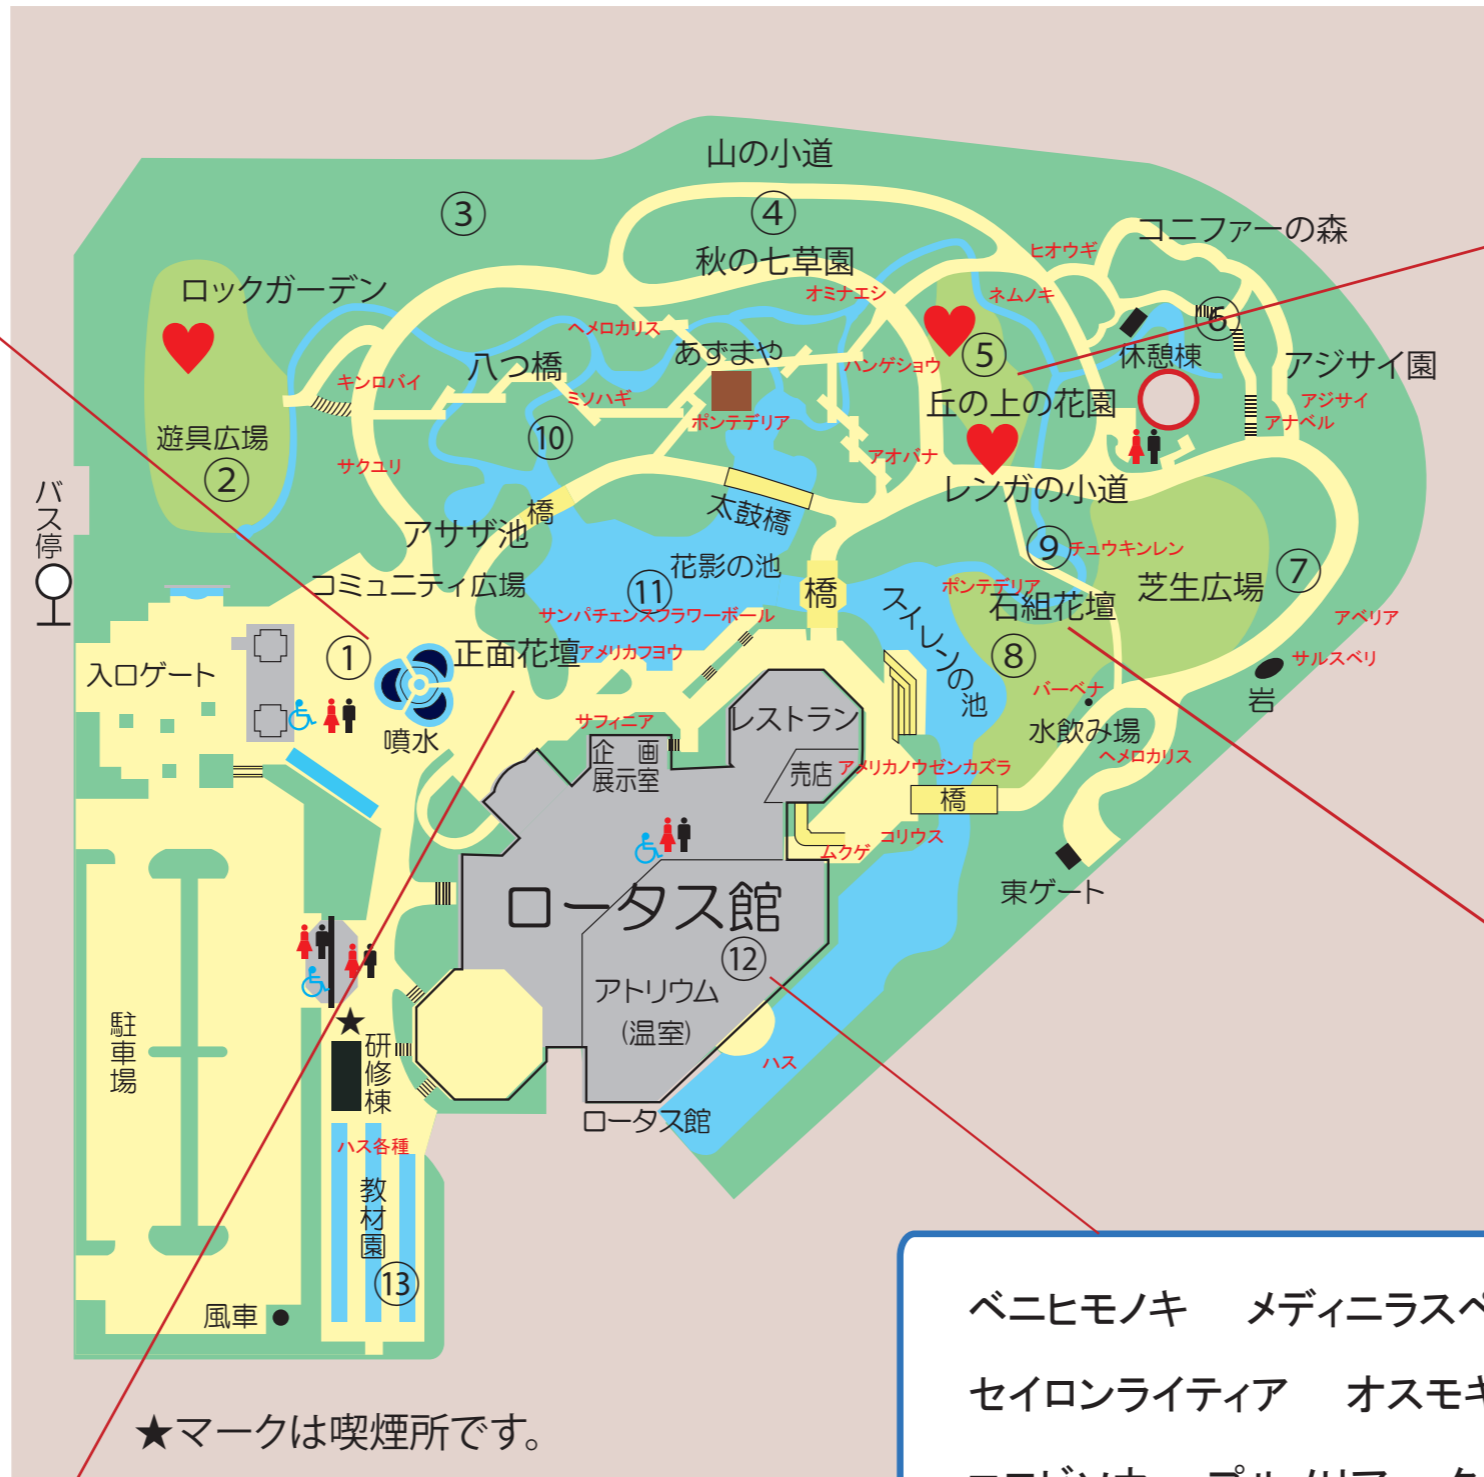 山の小道
③
④
コニファーの森
ヒオウギ
秋の七草園
ロックガーデン
オミナエシ
ネムノキ
⑥
ヘメロカリス
あずまや
⑤
休憩棟
アジサイ園
八つ橋
ハンゲショウ
キンロバイ
ミソハギ
丘の上の花園
アジサイ
アナベル
ポンテデリア
遊具広場
⑩
アオバナ
サクユリ
②
レンガの小道
バス停
橋
太鼓橋
アサザ池
⑨
チュウキンレン
花影の池
コミュニティ広場
⑪
橋
ポンテデリア
芝生広場
⑦
石組花壇
サンパチェンスフラワーボール
スイレンの池
アベリア
①
正面花壇
アメリカフヨウ
⑧
サルスベリ
入口ゲート
バーベナ
岩
サフィニア
レストラン
水飲み場
噴水
企画
展示室
売店
アメリカノウゼンカズラ
ヘメロカリス
橋
コリウス
ムクゲ
東ゲート
ロータス館
⑫
アトリウム
(温室)
駐車場
研修棟
ハス
ロータス館
ハス各種
教材園
⑬
風車
ベニヒモノキ メディニラスペ
セイロンライティア オスモキ
★マークは喫煙所です。